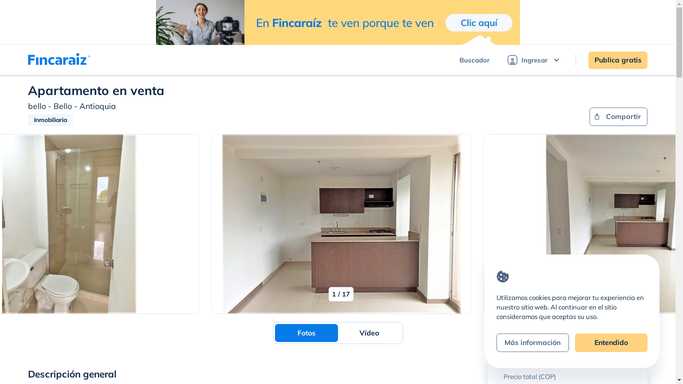 En Fincaraíz te ven porque te ven
Clic aquí
Fincaraíz
Buscador
Ingresar
Publica gratis
Apartamento en venta
bello - Bello - Antioquia
Inmobiliaria
Compartir
1 / 17
Fotos
Vídeo
Utilizamos cookies para mejorar tu experiencia en
nuestro sitio web. Al continuar en el sitio
consideramos que aceptas su uso.
Más información
Entendido
Descripción general
Precio total (COP)